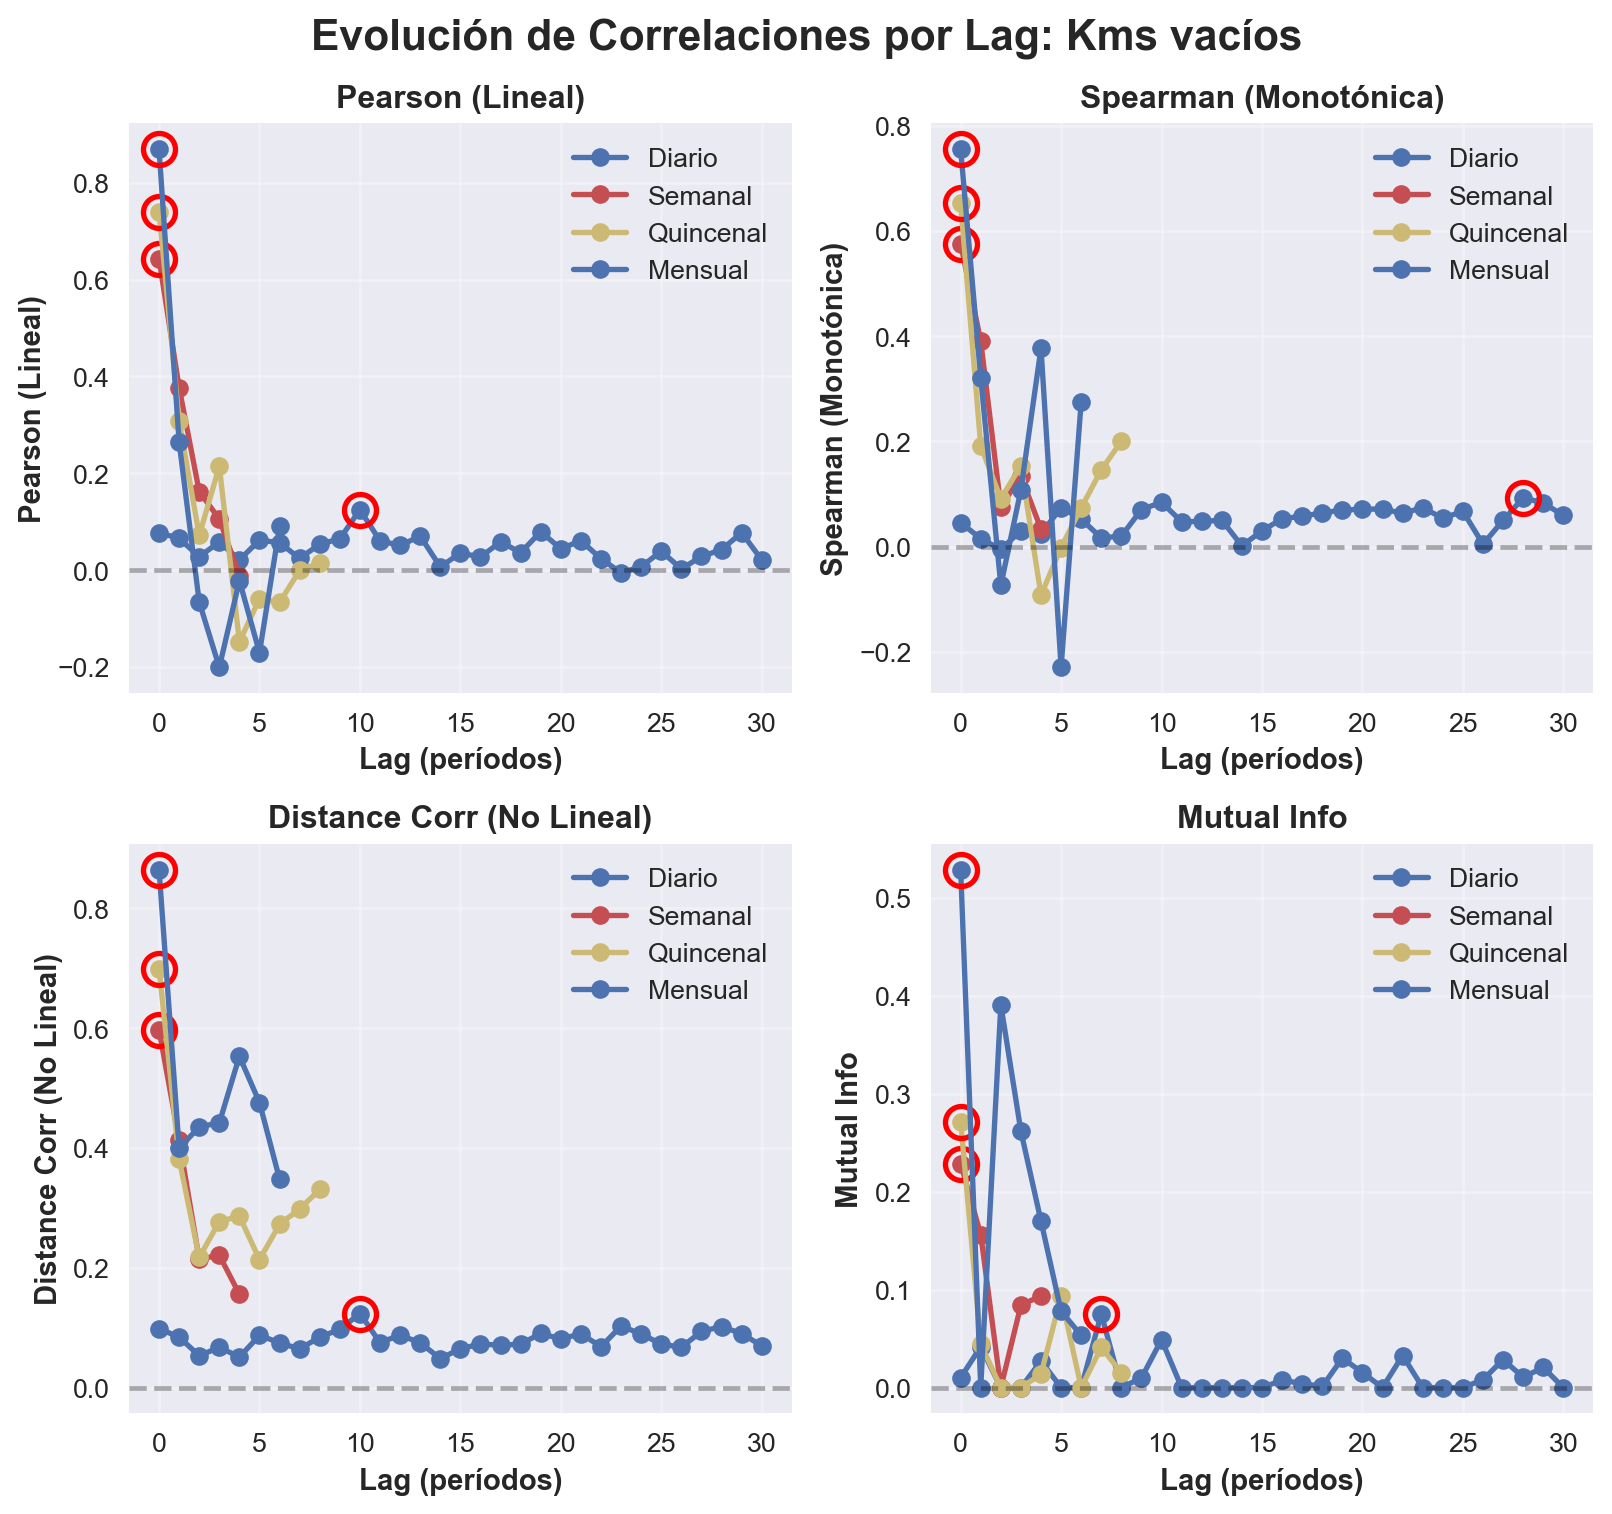 Evolución de Correlaciones por Lag: Kms vacíos
Pearson (Lineal)
Pearson (Lineal)
0.8
0.6
0.4
0.2
0.0
−0.2
0 5 10 15 20 25 30
Lag (períodos)
Diario
Semanal
Quincenal
Mensual
Spearman (Monotónica)
Spearman (Monotónica)
0.8
0.6
0.4
0.2
0.0
−0.2
0 5 10 15 20 25 30
Lag (períodos)
Diario
Semanal
Quincenal
Mensual
Distance Corr (No Lineal)
Distance Corr (No Lineal)
0.8
0.6
0.4
0.2
0.0
0 5 10 15 20 25 30
Lag (períodos)
Diario
Semanal
Quincenal
Mensual
Mutual Info
Mutual Info
0.5
0.4
0.3
0.2
0.1
0.0
0 5 10 15 20 25 30
Lag (períodos)
Diario
Semanal
Quincenal
Mensual